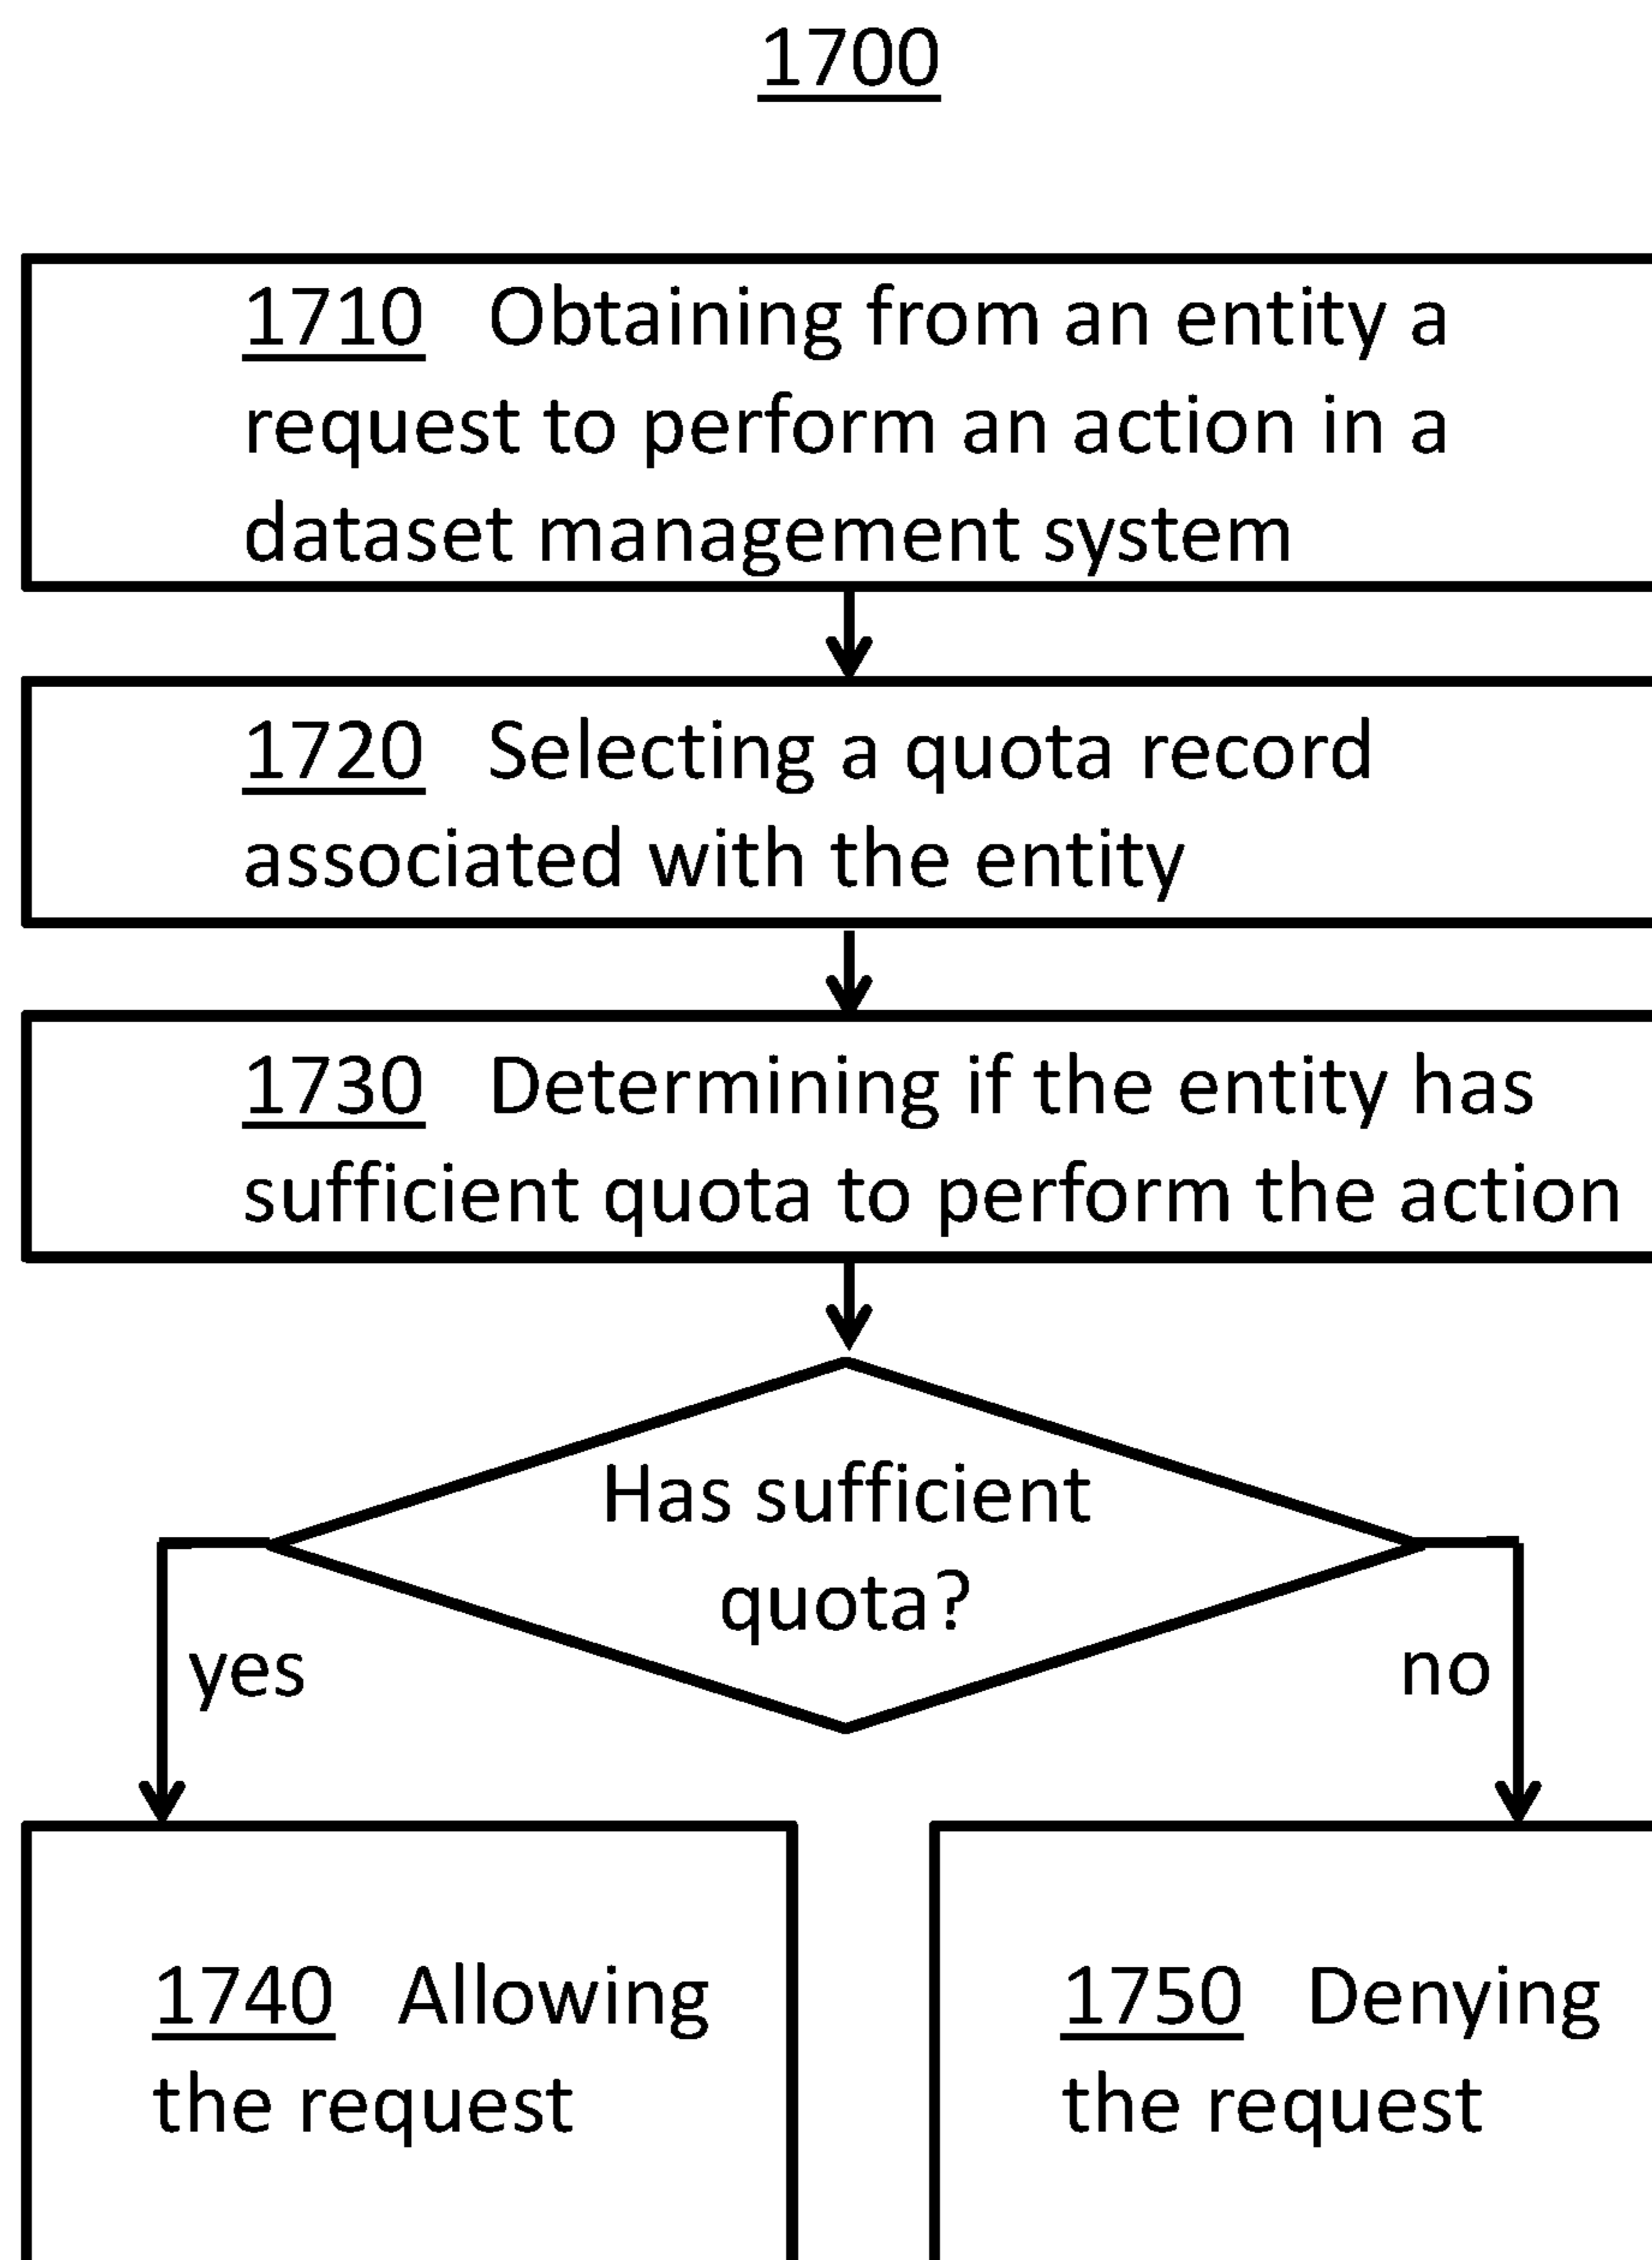 1700
1710 Obtaining from an entity a
request to perform an action in a
dataset management system
1720 Selecting a quota record
associated with the entity
1730 Determining if the entity has
sufficient quota to perform the action
Has sufficient
quota?
yes
no
1740 Allowing
the request
1750 Denying
the request